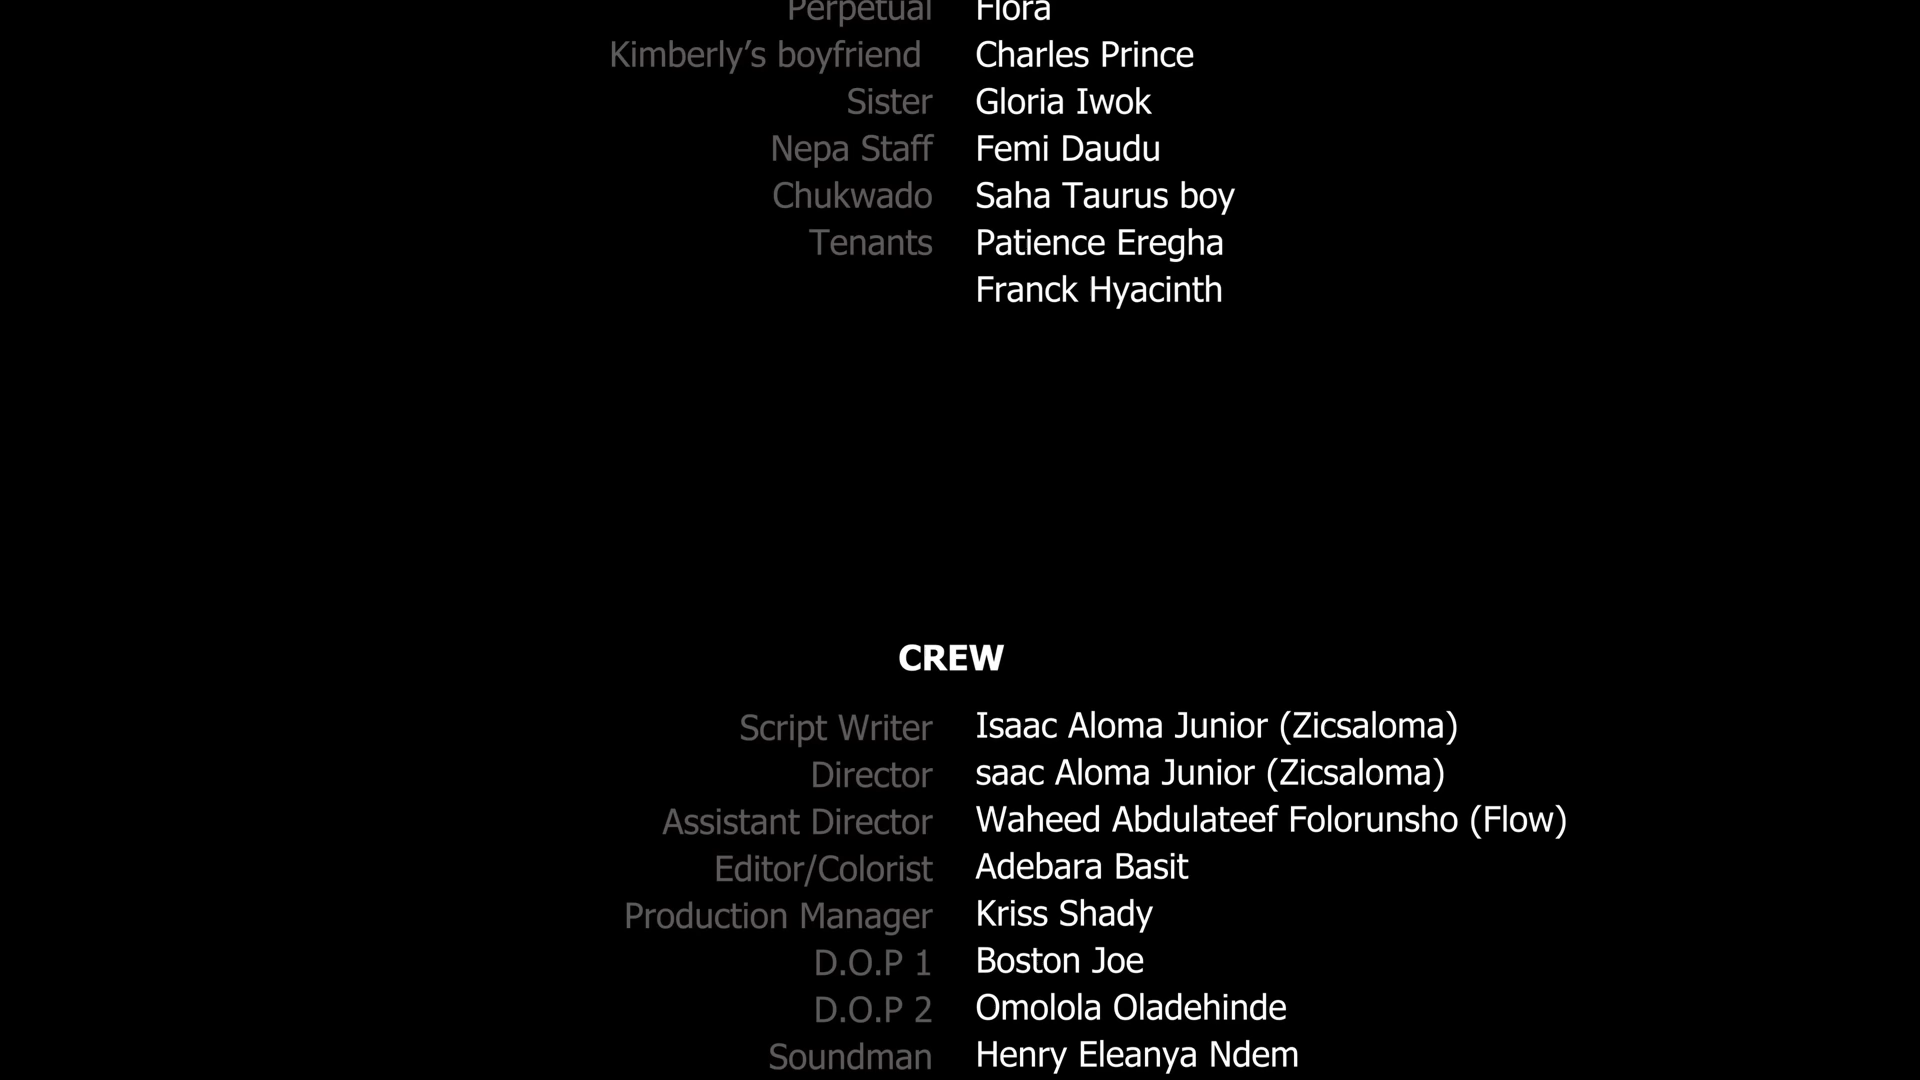 Perpetual Flora
Kimberly’s boyfriend Charles Prince
Sister Gloria Iwok
Nepa Staff Femi Daudu
Chukwado Saha Taurus boy
Tenants Patience Eregha
Franck Hyacinth
CREW
Script Writer Isaac Aloma Junior (Zicsaloma)
Director saac Aloma Junior (Zicsaloma)
Assistant Director Waheed Abdulateef Folorunsho (Flow)
Editor/Colorist Adebara Basit
Production Manager Kriss Shady
D.O.P 1 Boston Joe
D.O.P 2 Omolola Oladehinde
Soundman Henry Eleanya Ndem